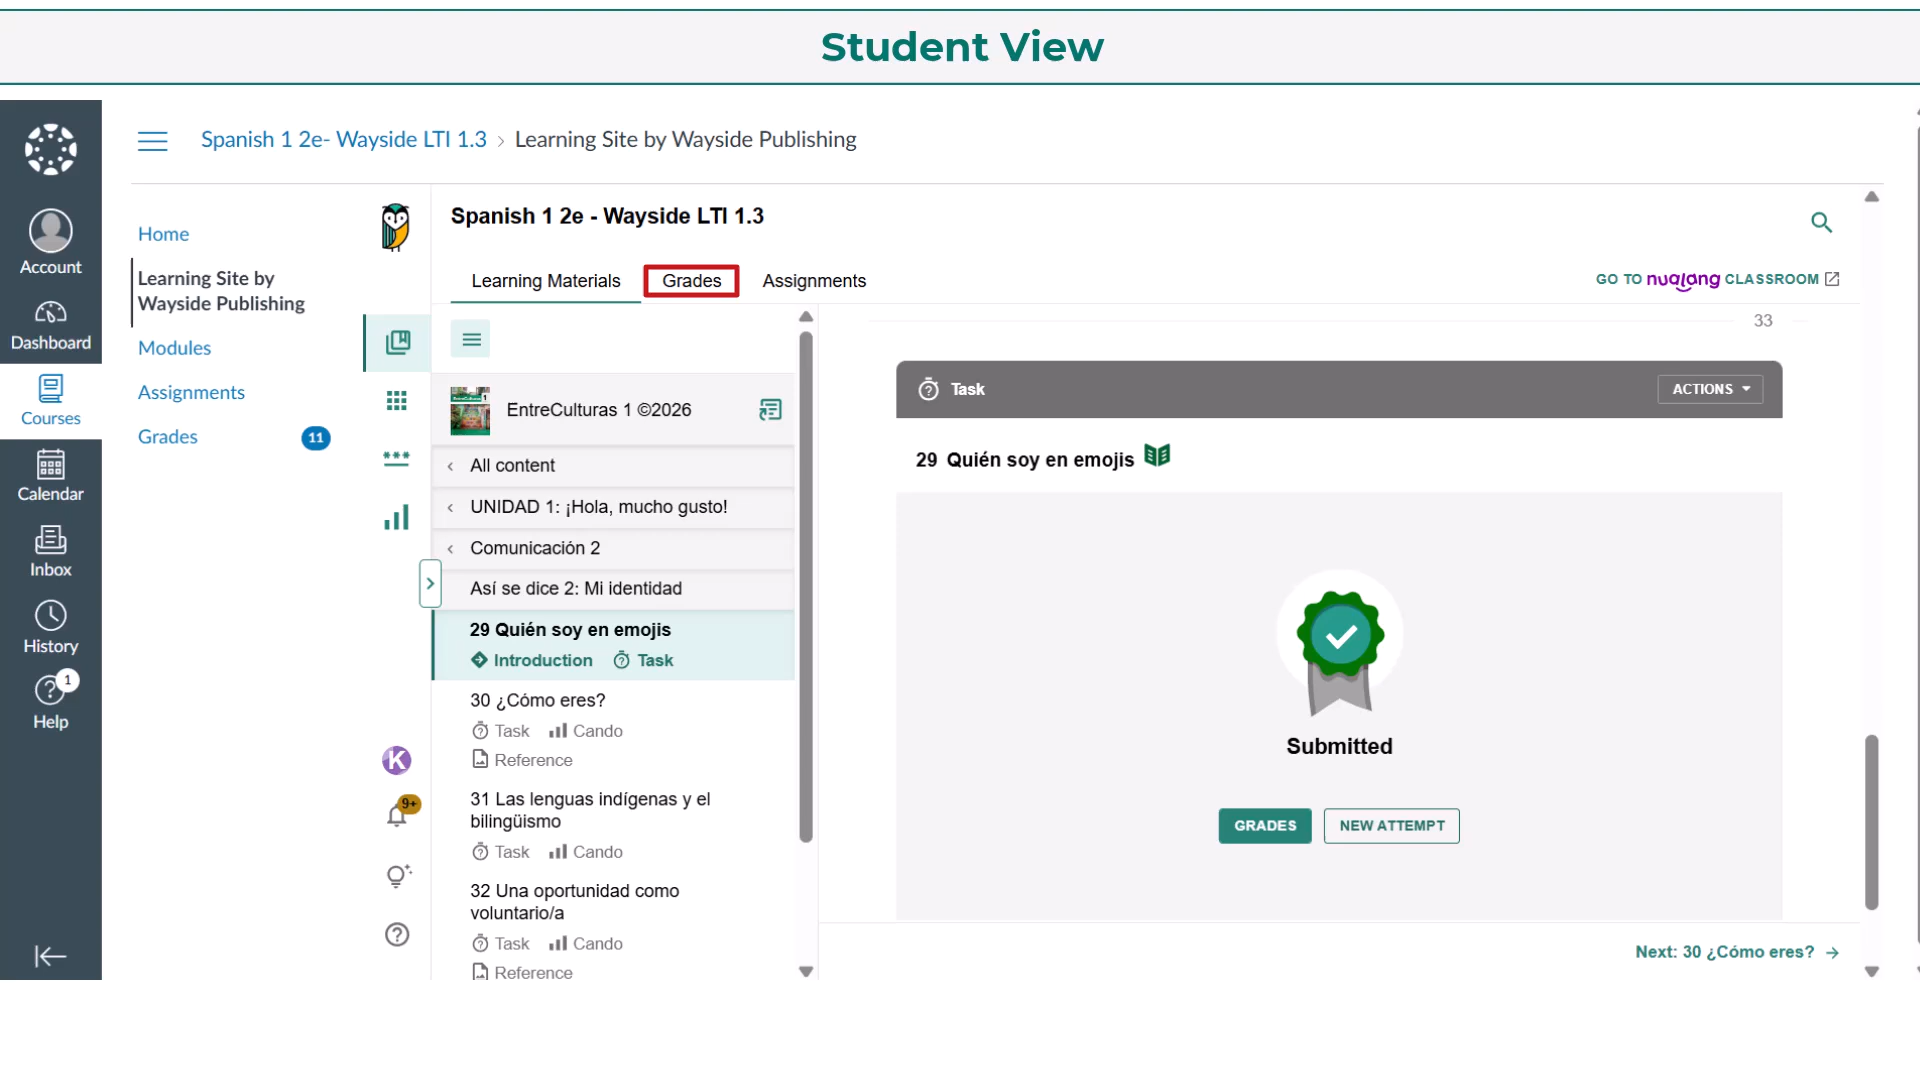 Student View
Spanish 1 2e- Wayside LTI 1.3 › Learning Site by Wayside Publishing
Account
Dashboard
Courses
Calendar
Inbox
History
1
Help
Home
Learning Site by
Wayside Publishing
Modules
Assignments
Grades 11
K
9+
Spanish 1 2e - Wayside LTI 1.3
Learning Materials Grades Assignments
GO TO nualang CLASSROOM
EntreCulturas 1 ©2026
All content
UNIDAD 1: ¡Hola, mucho gusto!
Comunicación 2
Así se dice 2: Mi identidad
29 Quién soy en emojis
Introduction Task
30 ¿Cómo eres?
Task Cando
Reference
31 Las lenguas indígenas y el
bilingüismo
Task Cando
32 Una oportunidad como
voluntario/a
Task Cando
Reference
33
Task ACTIONS
29 Quién soy en emojis
Submitted
GRADES NEW ATTEMPT
Next: 30 ¿Cómo eres? →